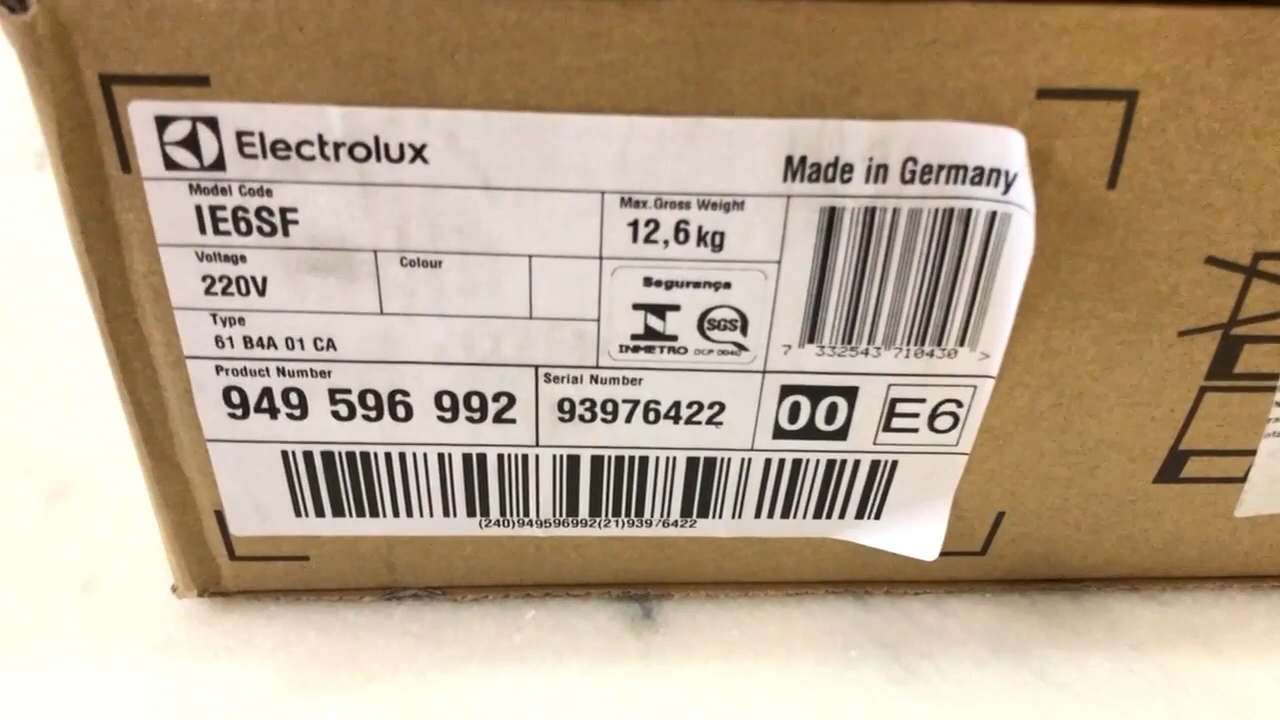 Electrolux
Made in Germany
Model Code
IE6SF
Max.Gross Weight
12,6 kg
Voltage
220V
Colour
Segurança
SGS
INMETRO OCP 0040
Type
61 B4A 01 CA
7 332543 710430 >
Product Number
949 596 992
Serial Number
93976422
00 E6
(240)949596992(21)93976422